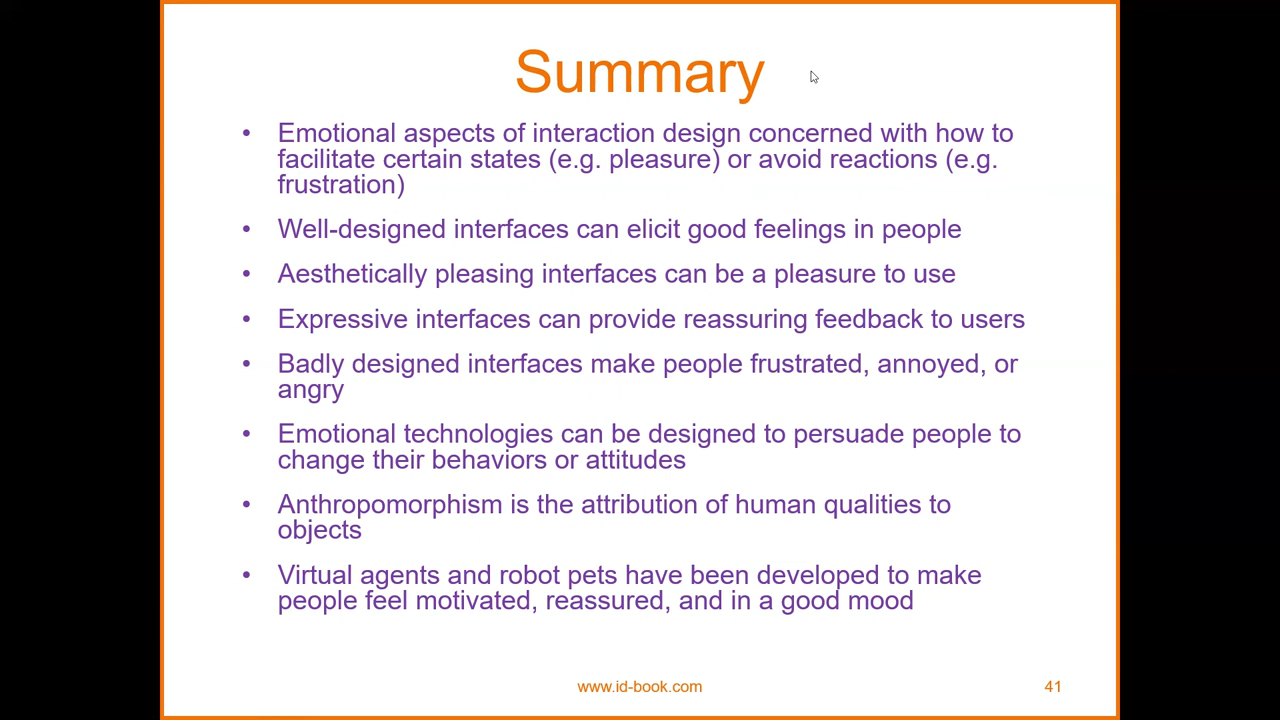 Summary
• Emotional aspects of interaction design concerned with how to
facilitate certain states (e.g. pleasure) or avoid reactions (e.g.
frustration)
• Well-designed interfaces can elicit good feelings in people
• Aesthetically pleasing interfaces can be a pleasure to use
• Expressive interfaces can provide reassuring feedback to users
• Badly designed interfaces make people frustrated, annoyed, or
angry
• Emotional technologies can be designed to persuade people to
change their behaviors or attitudes
• Anthropomorphism is the attribution of human qualities to
objects
• Virtual agents and robot pets have been developed to make
people feel motivated, reassured, and in a good mood
www.id-book.com
41